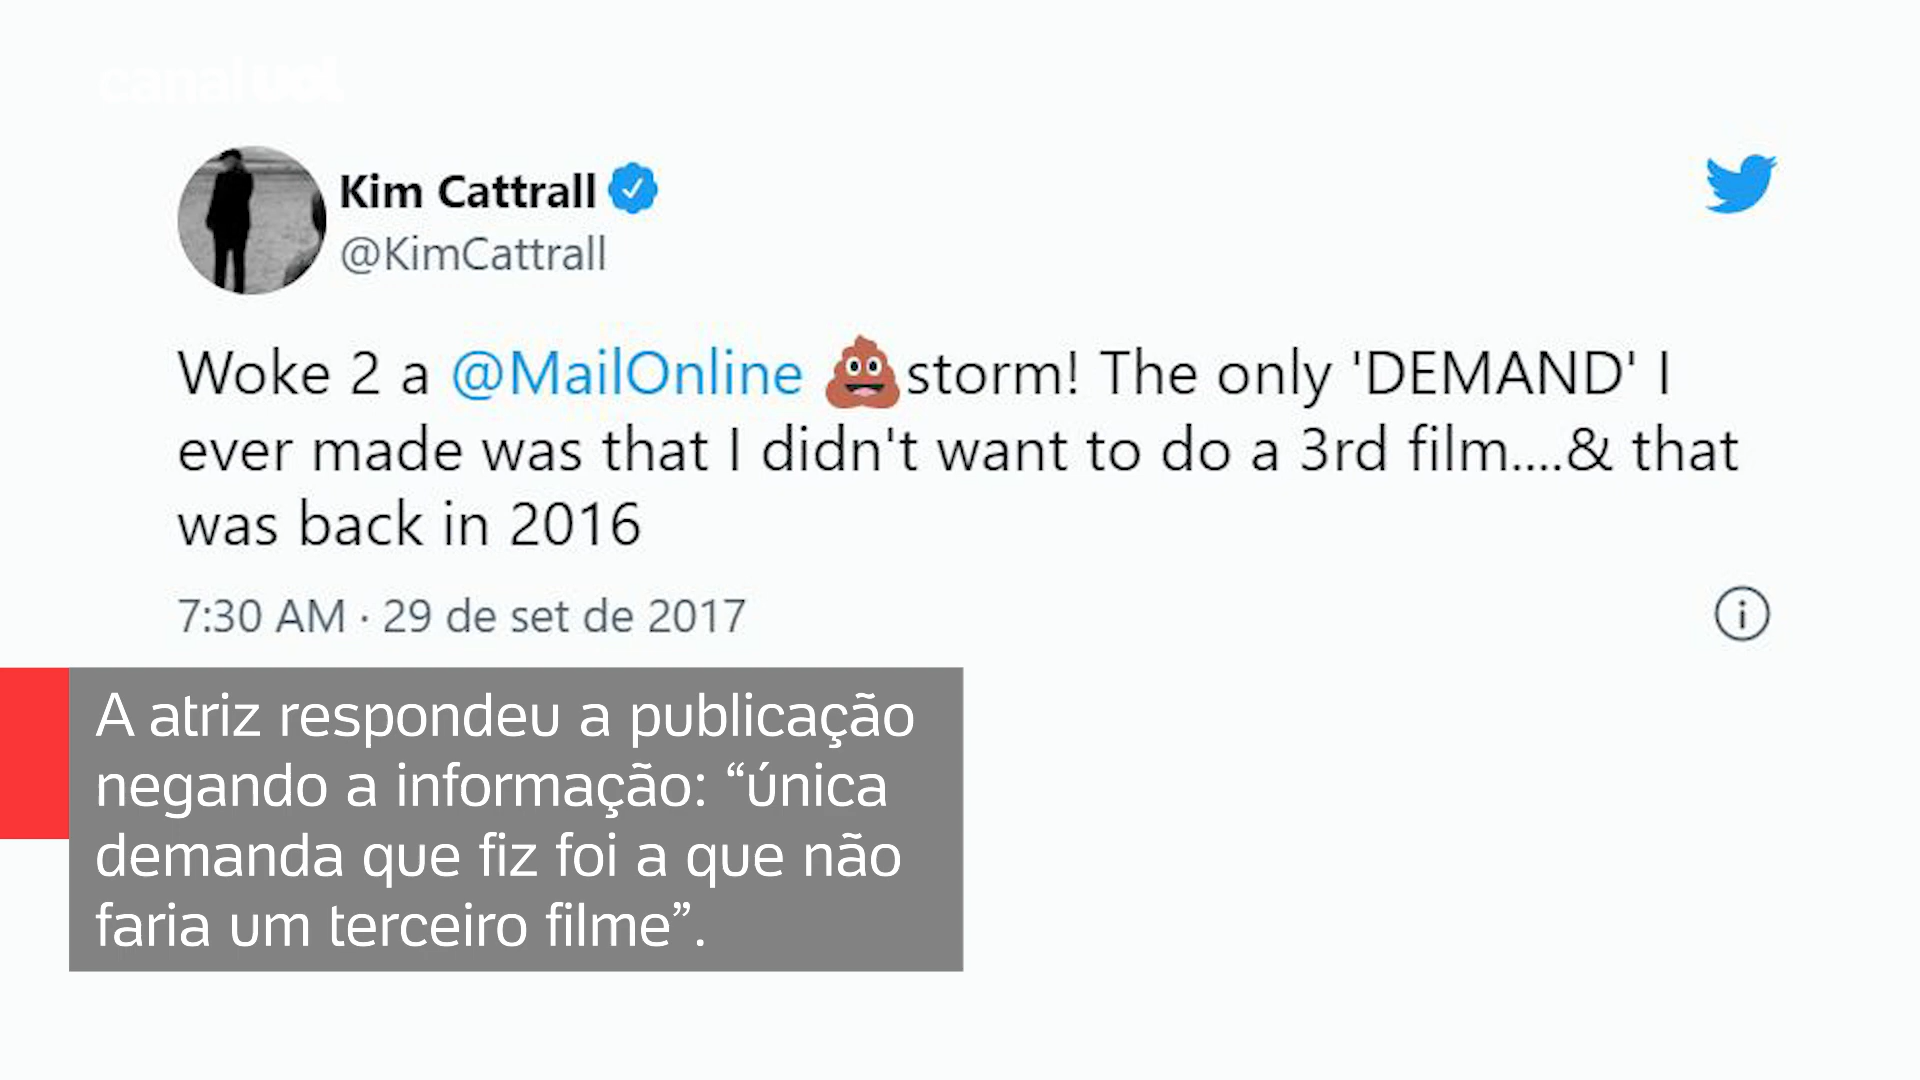 canal uol
Kim Cattrall
@KimCattrall
Woke 2 a @MailOnline 💩storm! The only 'DEMAND' I
ever made was that I didn't want to do a 3rd film....& that
was back in 2016
7:30 AM · 29 de set de 2017
A atriz respondeu a publicação
negando a informação: “única
demanda que fiz foi a que não
faria um terceiro filme”.